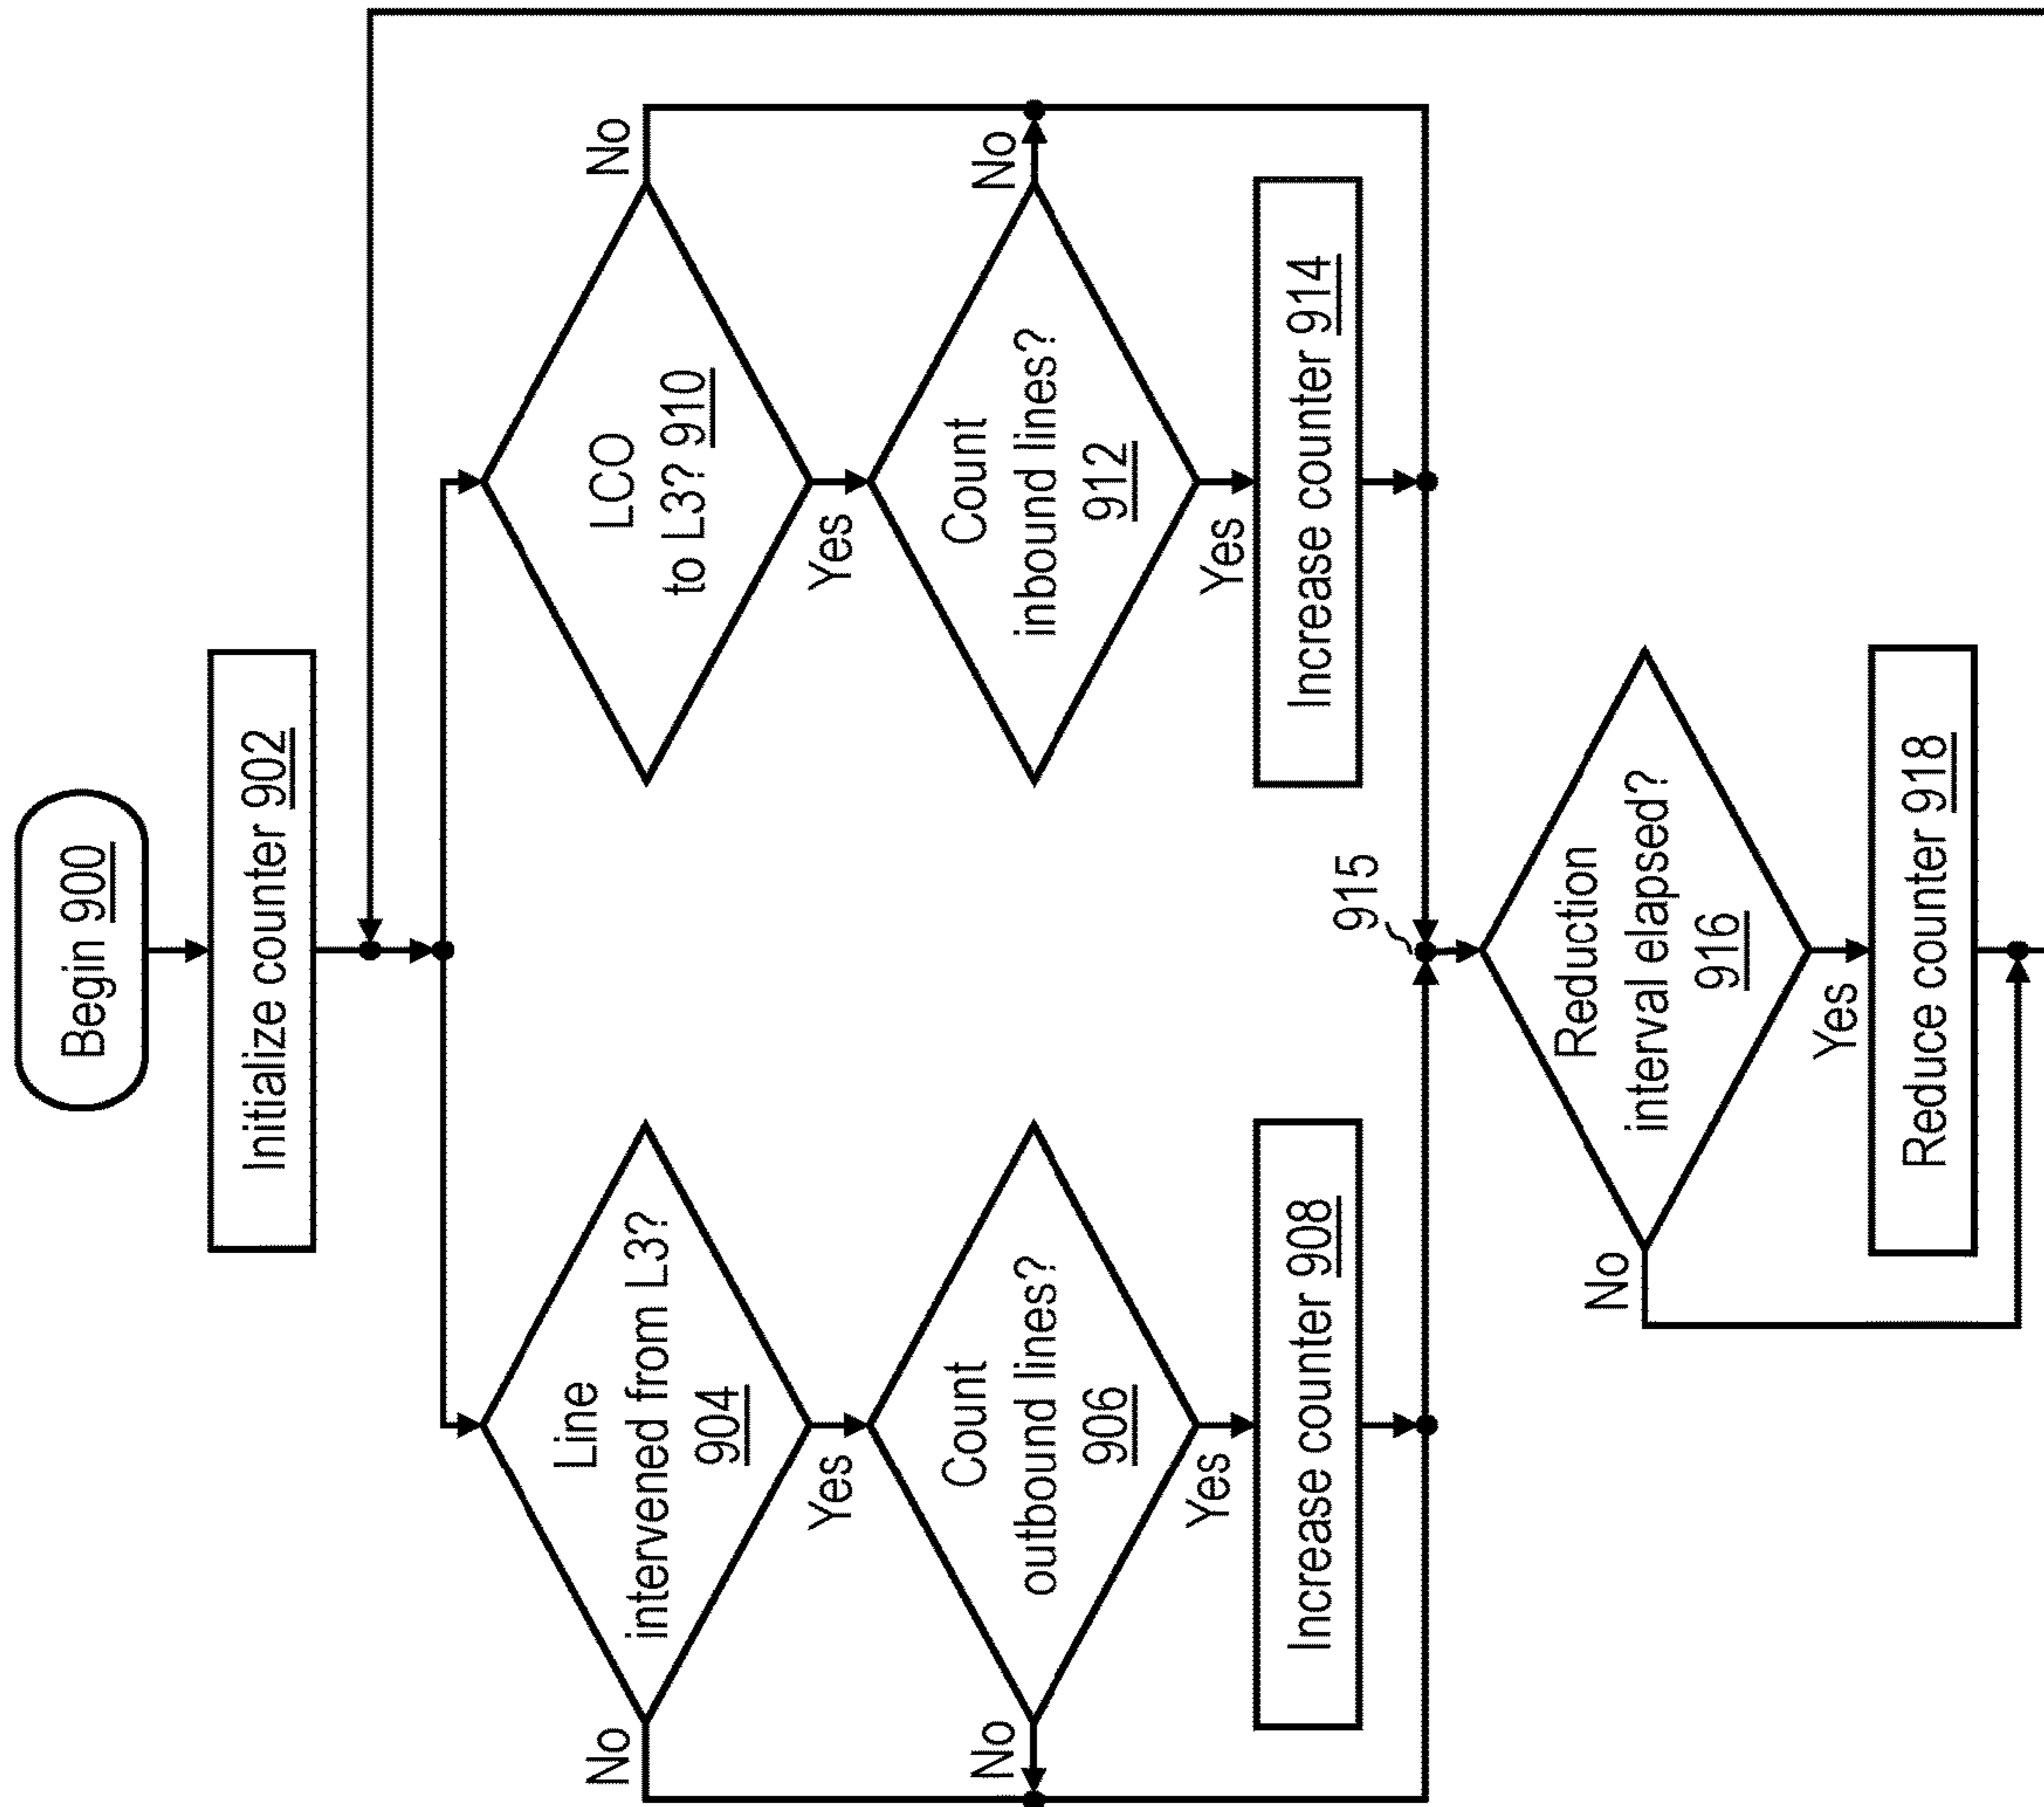 Begin 900
Initialize counter 902
Line
intervened from L3?
904
No
Yes
Count
outbound lines?
906
No
Yes
Increase counter 908
LCO
to L3? 910
No
Yes
Count
inbound lines?
912
No
Yes
Increase counter 914
915
Reduction
interval elapsed?
916
No
Yes
Reduce counter 918